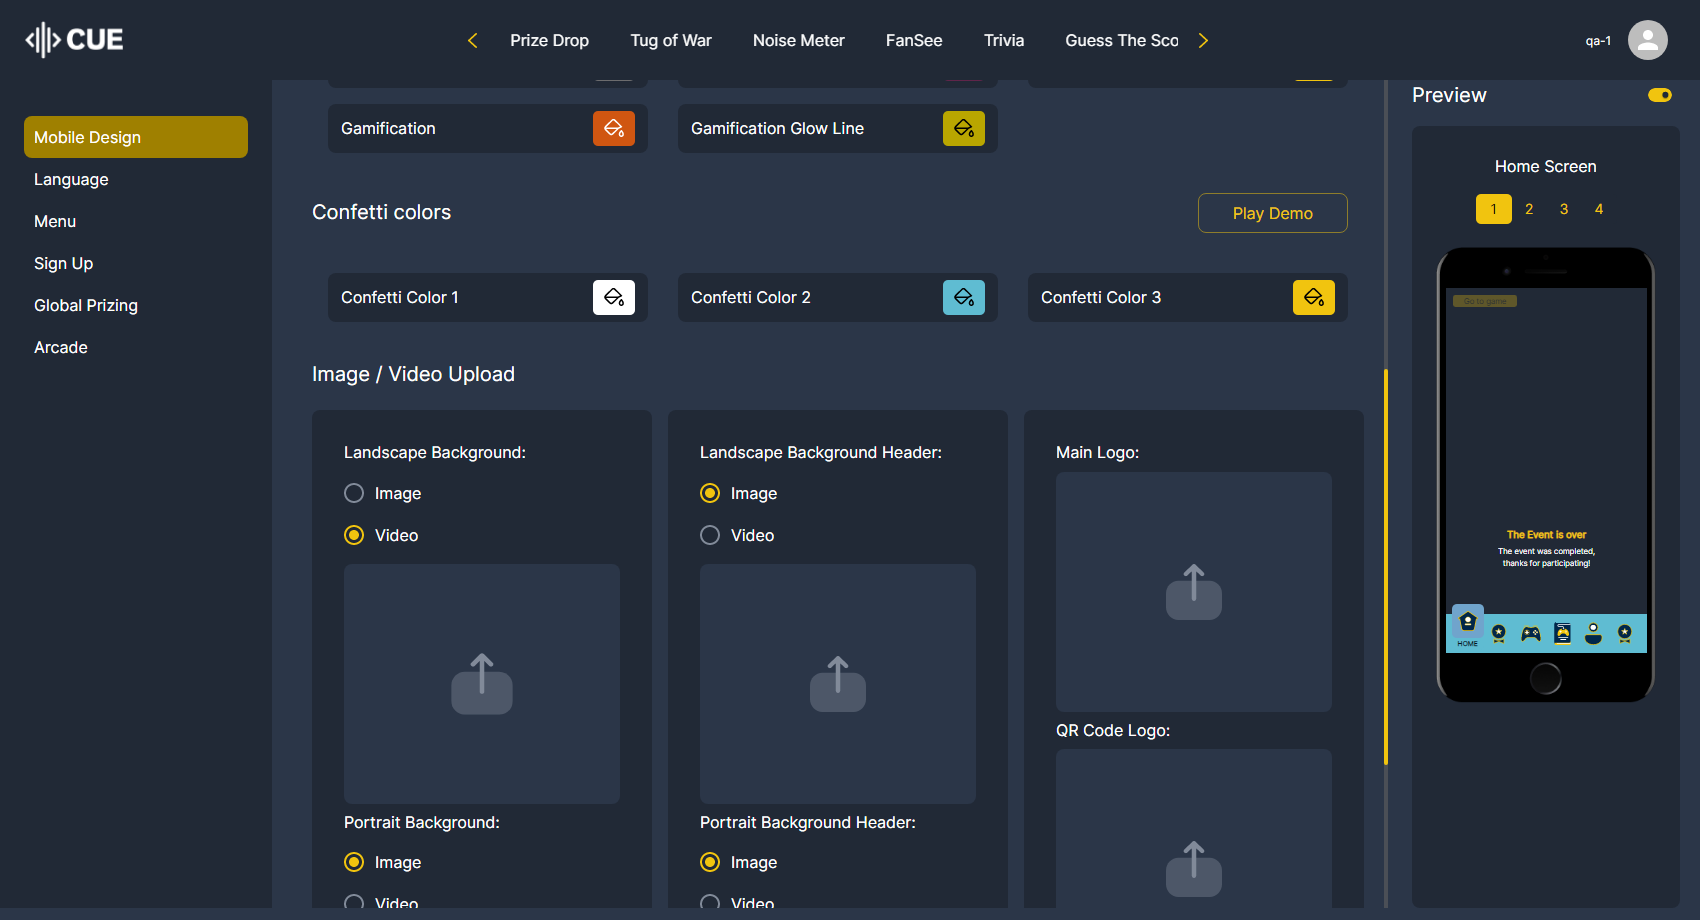 CUE
Prize Drop
Tug of War
Noise Meter
FanSee
Trivia
Guess The Sco
qa-1
Mobile Design
Language
Menu
Sign Up
Global Prizing
Arcade
Gamification
Gamification Glow Line
Confetti colors
Play Demo
Confetti Color 1
Confetti Color 2
Confetti Color 3
Image / Video Upload
Landscape Background:
Image
Video
Portrait Background:
Image
Video
Landscape Background Header:
Image
Video
Portrait Background Header:
Image
Video
Main Logo:
QR Code Logo:
Preview
Home Screen
1 2 3 4
Go to game
The Event is over
The event was completed,
thanks for participating!
HOME